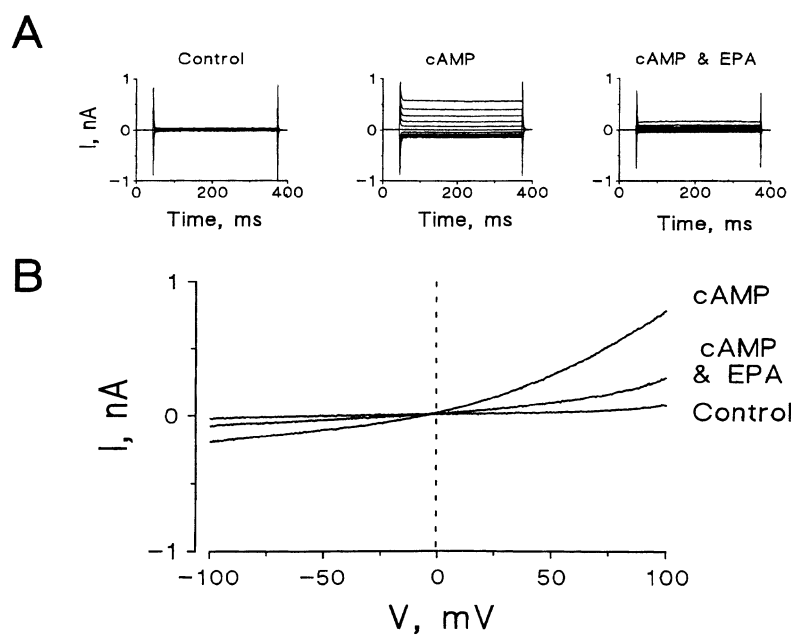 A
Control
cAMP
cAMP & EPA
I, nA
1
0
−1
0 200 400
Time, ms
1
0
−1
0 200 400
Time, ms
1
0
−1
0 200 400
Time, ms
B
I, nA
1
0
−1
cAMP
cAMP
& EPA
Control
−100 −50 0 50 100
V, mV